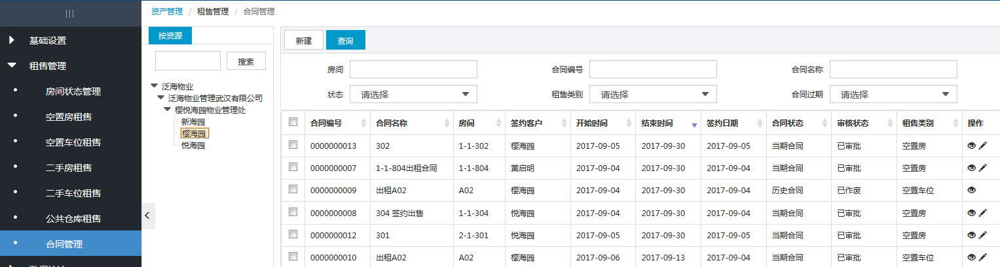 资产管理 / 租售管理 / 合同管理
基础设置
租售管理
房间状态管理
空置房租售
空置车位租售
二手房租售
二手车位租售
公共仓库租售
合同管理
按资源
搜索
泛海物业
泛海物业管理武汉有限公司
樱悦海园物业管理处
新海园
樱海园
悦海园
新建 查询
房间 合同编号 合同名称
状态 请选择 租售类别 请选择 合同过期 请选择
合同编号 合同名称 房间 签约客户 开始时间 结束时间 签约日期 合同状态 审核状态 租售类别 操作
0000000013 302 1-1-302 樱海园 2017-09-05 2017-09-30 2017-09-05 当期合同 已审批 空置房
0000000007 1-1-804出租合同 1-1-804 黄启明 2017-09-04 2017-09-30 2017-09-04 当期合同 已审批 空置房
0000000009 出租A02 A02 樱海园 2017-09-04 2017-09-30 2017-09-04 历史合同 已作废 空置车位
0000000008 304 签约出售 1-1-304 悦海园 2017-09-04 2017-09-30 2017-09-04 当期合同 已审批 空置房
0000000012 301 2-1-301 悦海园 2017-09-05 2017-09-30 2017-09-05 当期合同 已审批 空置房
0000000010 出租A02 A02 樱海园 2017-09-06 2017-09-13 2017-09-04 当期合同 已审批 空置车位